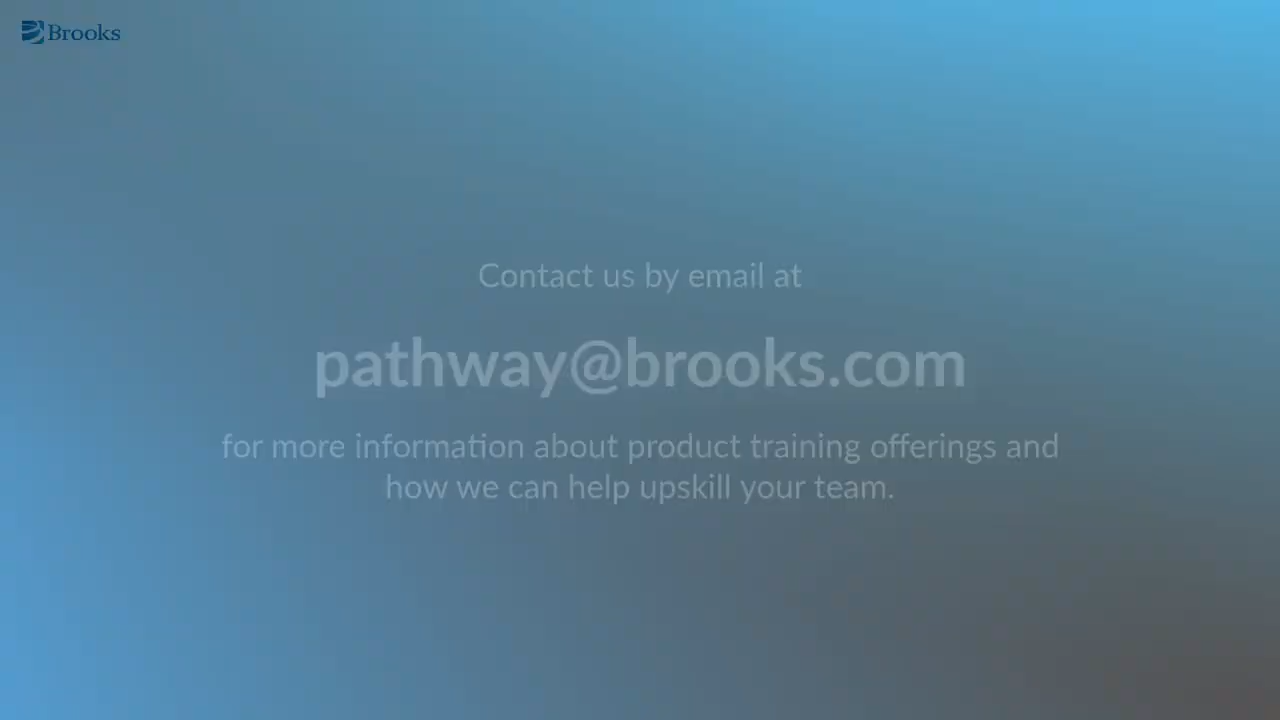 Brooks
Contact us by email at
pathway@brooks.com
for more information about product training offerings and
how we can help upskill your team.